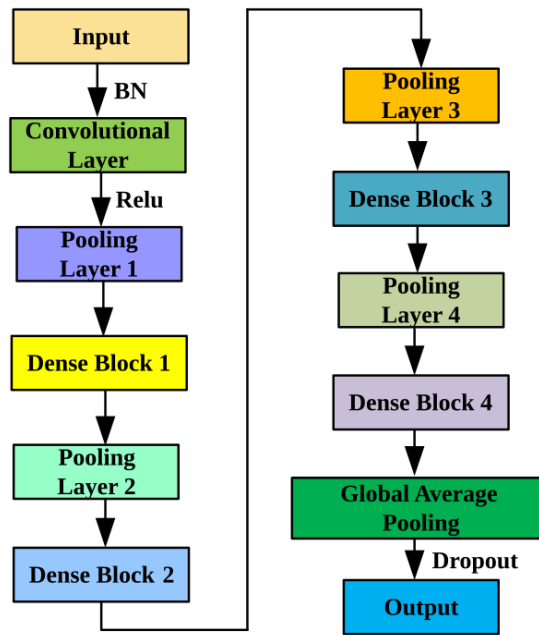 Input
BN
Convolutional
Layer
Relu
Pooling
Layer 1
Dense Block 1
Pooling
Layer 2
Dense Block 2
Pooling
Layer 3
Dense Block 3
Pooling
Layer 4
Dense Block 4
Global Average
Pooling
Dropout
Output